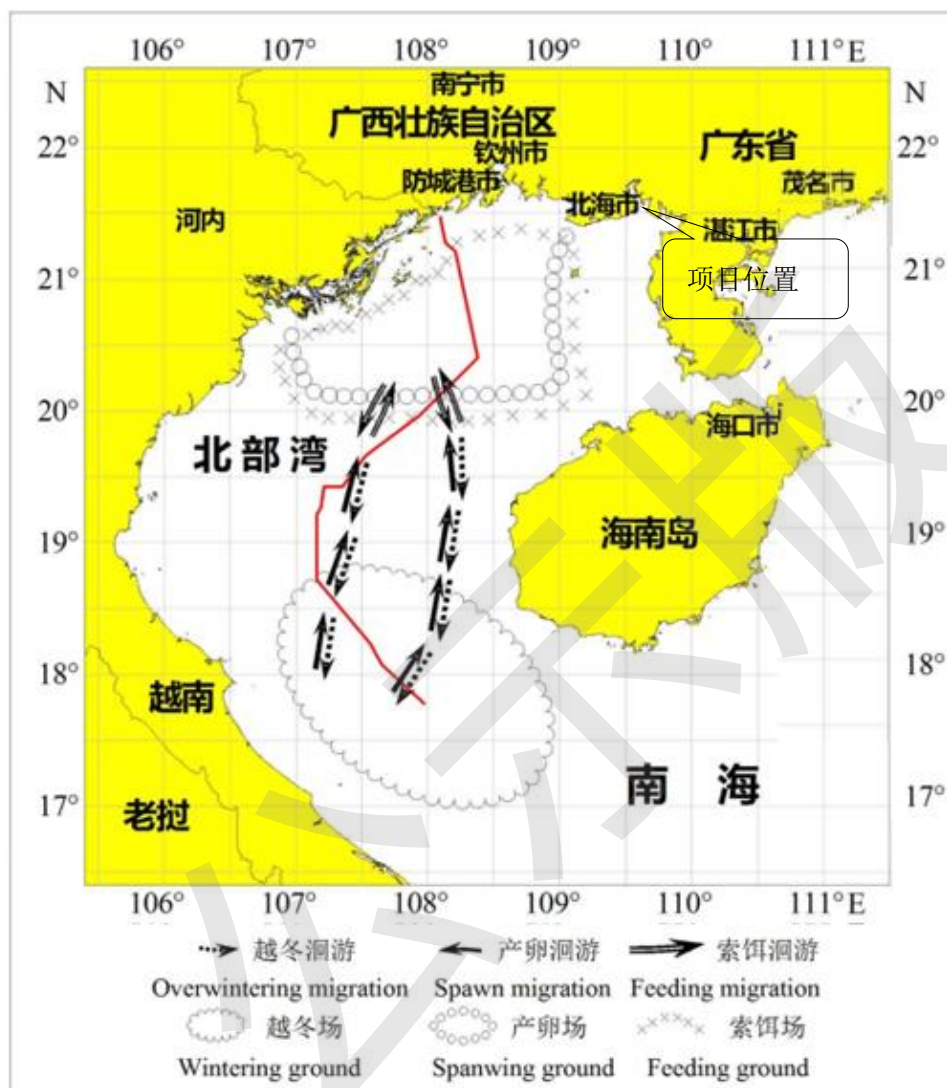 106° 107° 108° 109° 110° 111°
N N
南宁市
广西壮族自治区
22° 广东省 22°
钦州市
茂名市
防城港市
北海市
河内
湛江市
21° 项目位置 21°
20° 20°
海口市
北部湾
19° 海南岛 19°
18° 18°
越南
南 海
17° 17°
老挝
106° 107° 108° 109° 110° 111° E
越冬洄游 产卵洄游 索饵洄游
Overwintering migration Spawn migration Feeding migration
越冬场 产卵场 索饵场
Wintering ground Spanwing ground Feeding ground
公示版